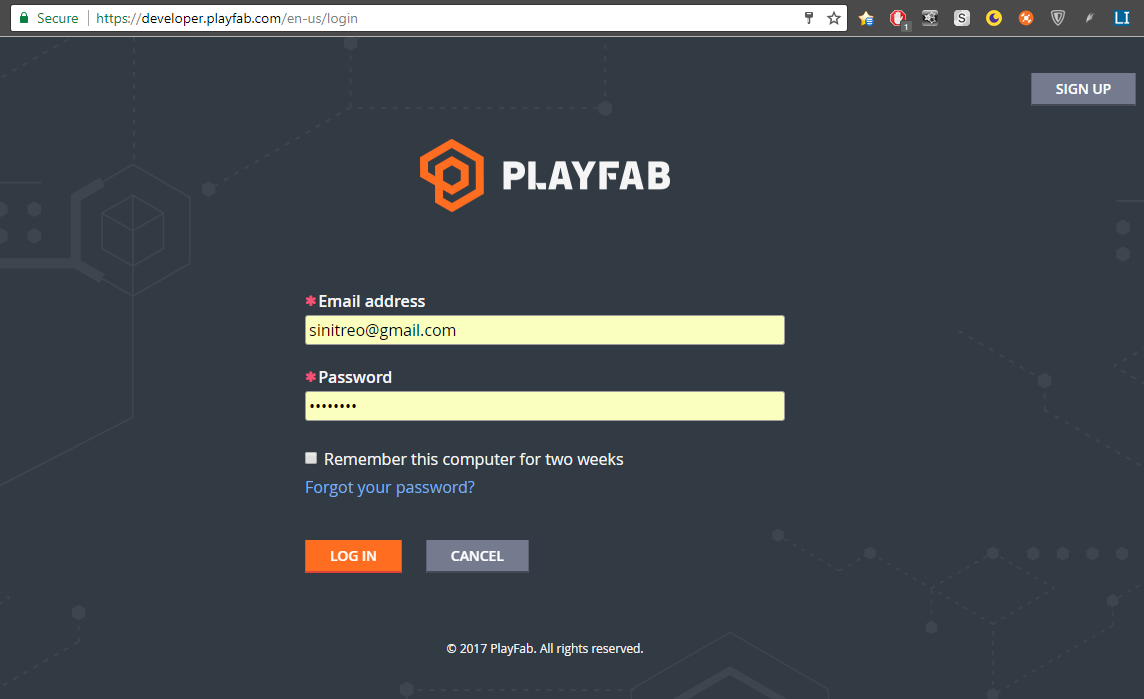 Secure https://developer.playfab.com/en-us/login
1
S
LI
SIGN UP
PLAYFAB
*Email address
sinitreo@gmail.com
*Password
••••••••
Remember this computer for two weeks
Forgot your password?
LOG IN CANCEL
© 2017 PlayFab. All rights reserved.